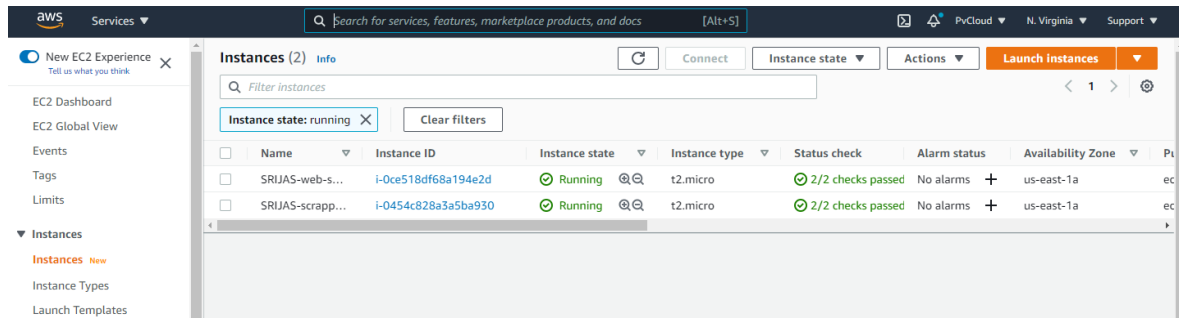 aws Services ▼ Search for services, features, marketplace products, and docs [Alt+S] PvCloud ▼ N. Virginia ▼ Support ▼
New EC2 Experience
Tell us what you think
EC2 Dashboard
EC2 Global View
Events
Tags
Limits
▼ Instances
Instances New
Instance Types
Launch Templates
Instances (2) Info Connect Instance state ▼ Actions ▼ Launch instances ▼
Filter instances < 1 >
Instance state: running Clear filters
Name Instance ID Instance state Instance type Status check Alarm status Availability Zone
SRIJAS-web-s... i-0ce518df68a194e2d Running t2.micro 2/2 checks passed No alarms + us-east-1a ec
SRIJAS-scrapp... i-0454c828a3a5ba930 Running t2.micro 2/2 checks passed No alarms + us-east-1a ec